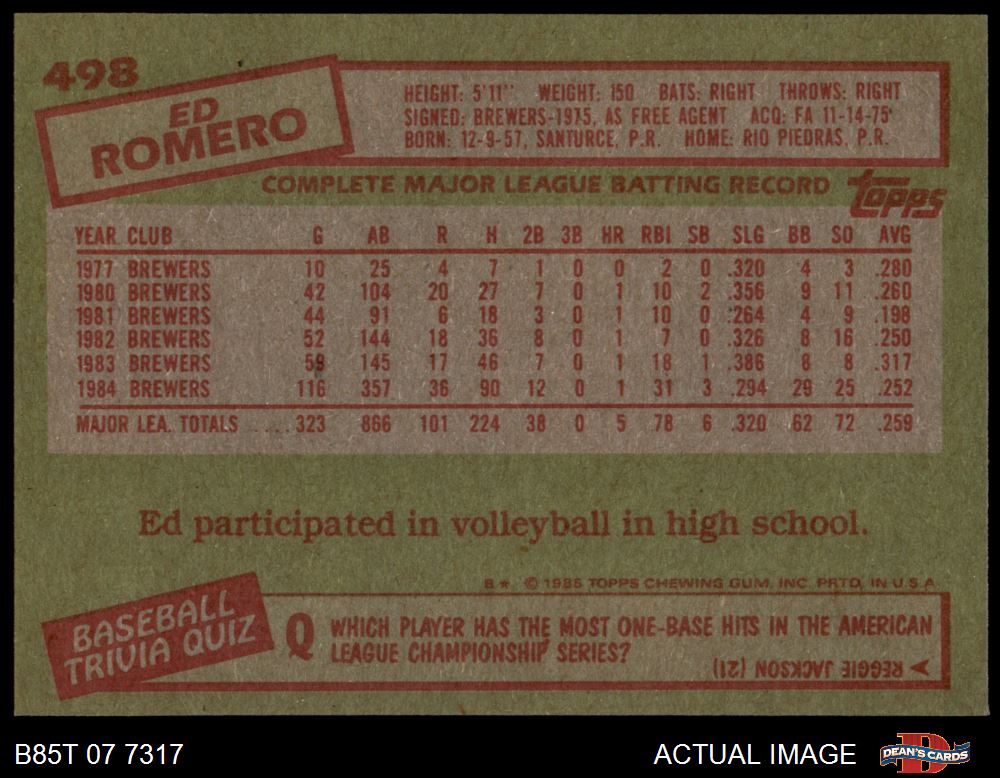 498
ED
ROMERO
HEIGHT: 5'11" WEIGHT: 150 BATS: RIGHT THROWS: RIGHT
SIGNED: BREWERS-1975, AS FREE AGENT ACQ: FA 11-14-75
BORN: 12-9-57, SANTURCE, P.R. HOME: RIO PIEDRAS, P.R.
COMPLETE MAJOR LEAGUE BATTING RECORD
topps
YEAR CLUB G AB R H 2B 3B HR RBI SB SLG BB SO AVG
1977 BREWERS 10 25 4 7 1 0 0 2 0 .320 4 3 .280
1980 BREWERS 42 104 20 27 7 0 1 10 2 .356 9 11 .260
1981 BREWERS 44 91 6 18 3 0 1 10 0 .264 4 9 .198
1982 BREWERS 52 144 18 36 8 0 1 7 0 .326 8 16 .250
1983 BREWERS 59 145 17 46 7 0 1 18 1 .386 8 8 .317
1984 BREWERS 116 357 36 90 12 0 1 31 3 .294 29 25 .252
MAJOR LEA. TOTALS ....323 866 101 224 38 0 5 78 6 .320 62 72 .259
Ed participated in volleyball in high school.
B* © 1985 TOPPS CHEWING GUM, INC. PRTD. IN U.S.A.
BASEBALL
TRIVIA QUIZ
Q WHICH PLAYER HAS THE MOST ONE-BASE HITS IN THE AMERICAN
LEAGUE CHAMPIONSHIP SERIES?
REGGIE JACKSON (21)
B85T 07 7317
ACTUAL IMAGE
D
DEAN'S CARDS